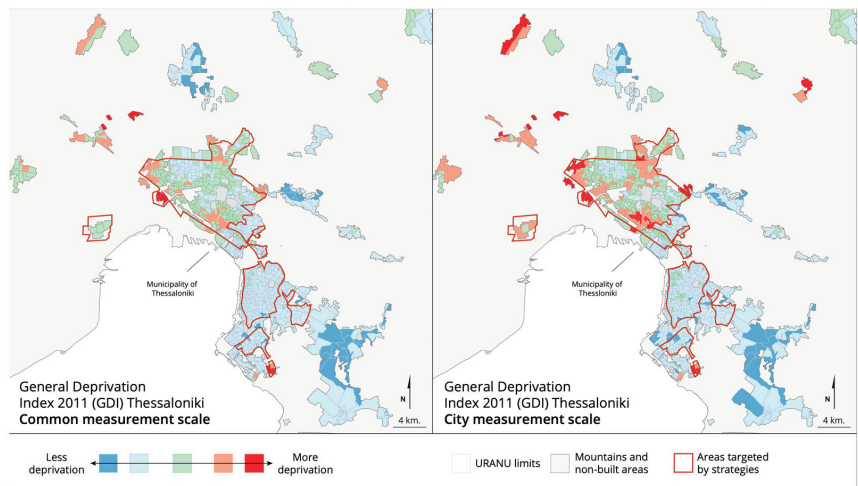 Municipality of
Thessaloniki
General Deprivation
Index 2011 (GDI) Thessaloniki
Common measurement scale
N
4 km.
Municipality of
Thessaloniki
General Deprivation
Index 2011 (GDI) Thessaloniki
City measurement scale
N
4 km.
Less
deprivation
More
deprivation
URANU limits
Mountains and
non-built areas
Areas targeted
by strategies